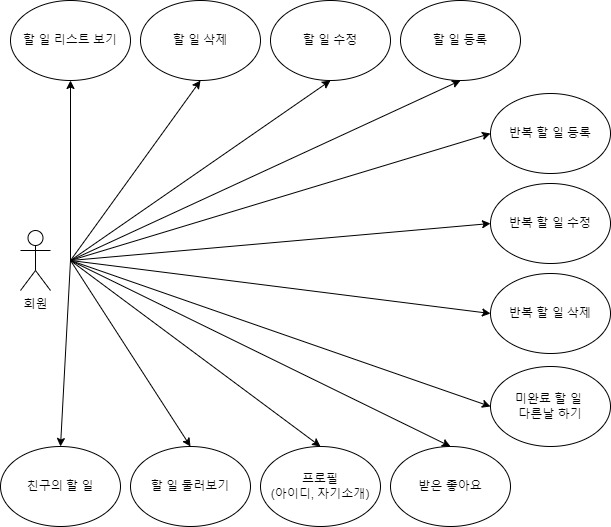 할 일 리스트 보기
할 일 삭제
할 일 수정
할 일 등록
반복 할 일 등록
반복 할 일 수정
회원
반복 할 일 삭제
미완료 할 일
다른날 하기
친구의 할 일
할 일 둘러보기
프로필
(아이디, 자기소개)
받은 좋아요